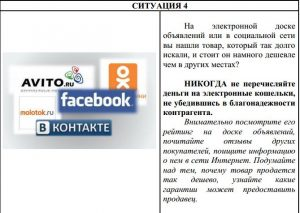 СИТУАЦИЯ 4
AVITO.RU
molotok.ru
facebook
В КОНТАКТЕ
На электронной доске
объявлений или в социальной сети
вы нашли товар, который так долго
искали, и стоит он намного дешевле
чем в других местах?
НИКОГДА не перечисляйте
деньги на электронные кошельки,
не убедившись в благонадежности
контрагента.
Внимательно посмотрите его
рейтинг на доске объявлений,
почитайте отзывы других
покупателей, поищите информацию
о нем в сети Интернет. Подумайте
над тем, почему товар продается
так дешево, узнайте какие
гарантии может предоставить
продавец.